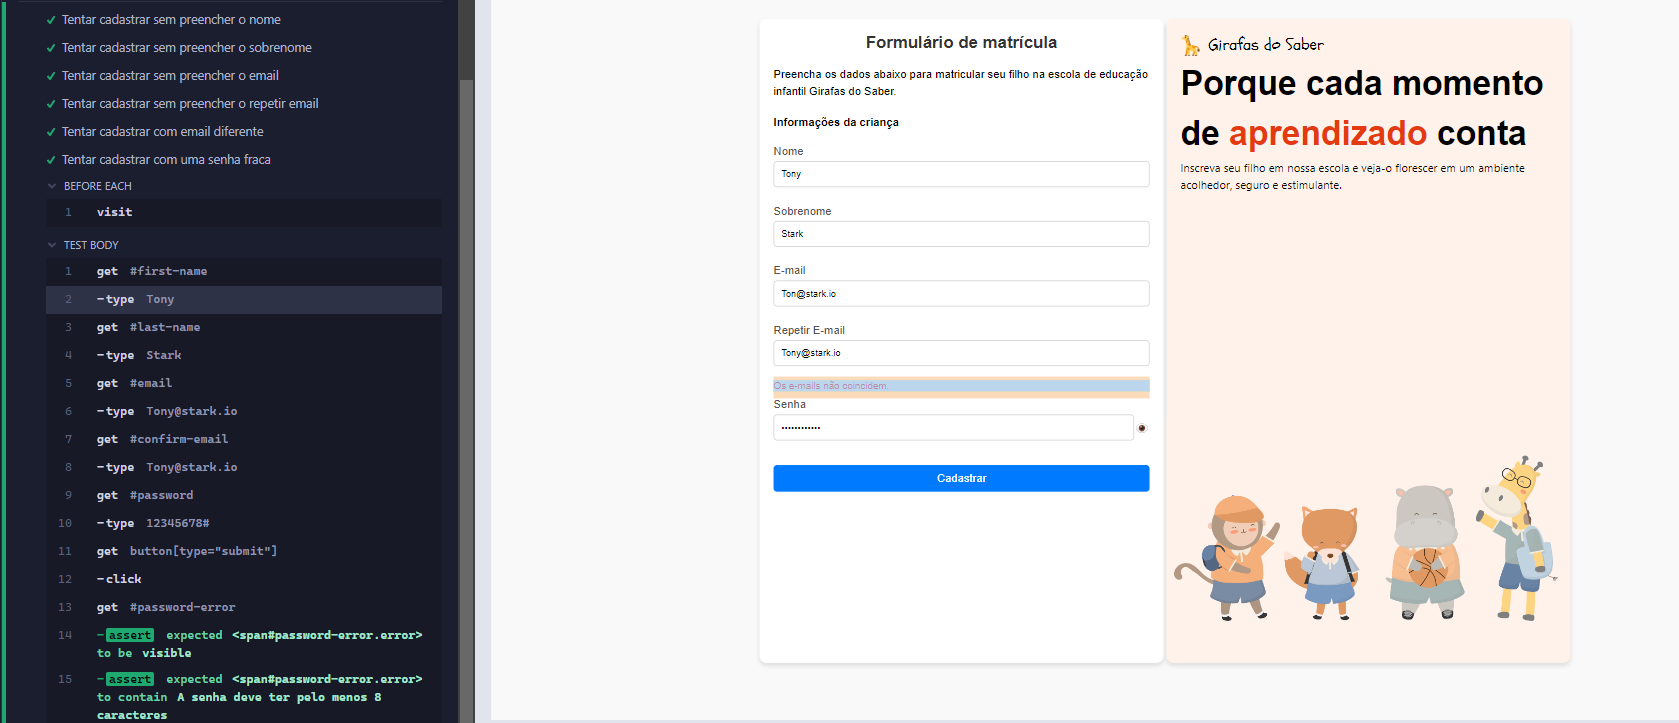 Tentar cadastrar sem preencher o nome
Tentar cadastrar sem preencher o sobrenome
Tentar cadastrar sem preencher o email
Tentar cadastrar sem preencher o repetir email
Tentar cadastrar com email diferente
Tentar cadastrar com uma senha fraca
BEFORE EACH
1 visit
TEST BODY
1 get #first-name
2 -type Tony
3 get #last-name
4 -type Stark
5 get #email
6 -type Tony@stark.io
7 get #confirm-email
8 -type Tony@stark.io
9 get #password
10 -type 12345678#
11 get button[type="submit"]
12 -click
13 get #password-error
14 -assert expected <span#password-error.error>
to be visible
15 -assert expected <span#password-error.error>
to contain A senha deve ter pelo menos 8
caracteres
Formulário de matrícula
Preencha os dados abaixo para matricular seu filho na escola de educação
infantil Girafas do Saber.
Informações da criança
Nome
Tony
Sobrenome
Stark
E-mail
Ton@stark.io
Repetir E-mail
Tony@stark.io
Os e-mails não coincidem.
Senha
••••••••••••
Cadastrar
Girafas do Saber
Porque cada momento
de aprendizado conta
Inscreva seu filho em nossa escola e veja-o florescer em um ambiente
acolhedor, seguro e estimulante.